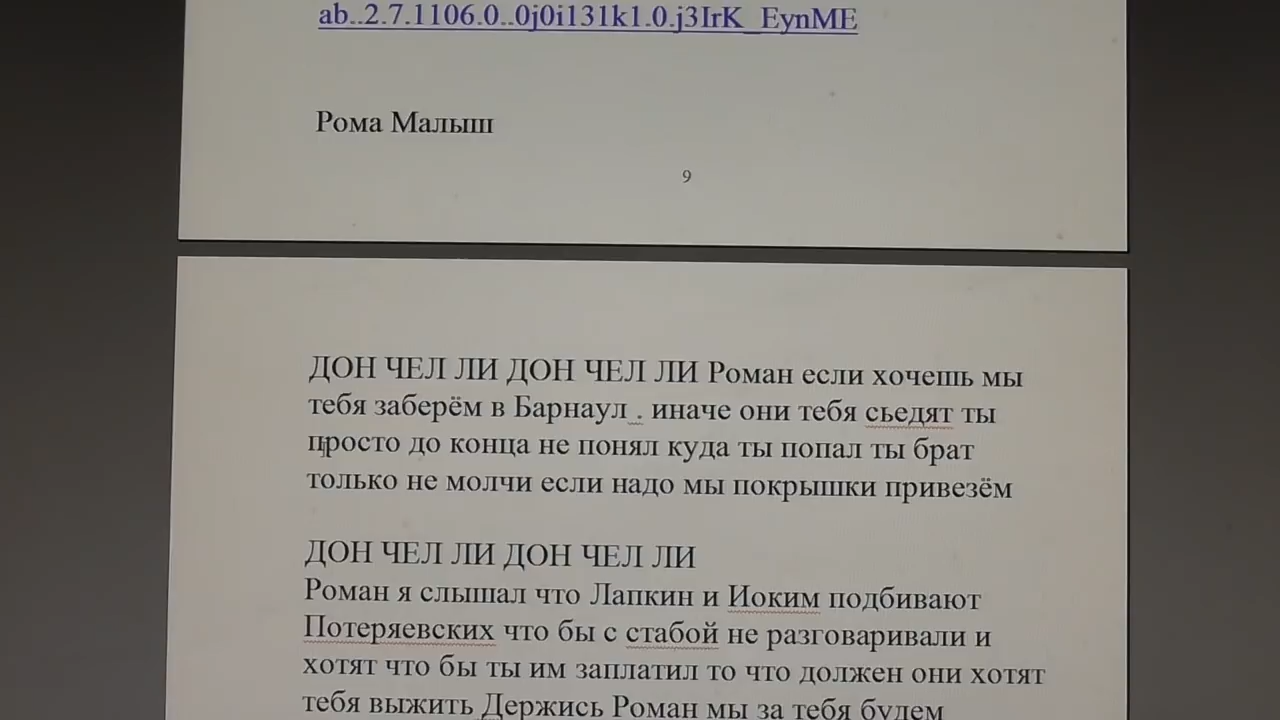 ab..2.7.1106.0..0j0i131k1.0.j3IrK_EynME
Рома Малыш
9
ДОН ЧЕЛ ЛИ ДОН ЧЕЛ ЛИ Роман если хочешь мы
тебя заберём в Барнаул . иначе они тебя сьедят ты
просто до конца не понял куда ты попал ты брат
только не молчи если надо мы покрышки привезём
ДОН ЧЕЛ ЛИ ДОН ЧЕЛ ЛИ
Роман я слышал что Лапкин и Иоким подбивают
Потеряевских что бы с стабой не разговаривали и
хотят что бы ты им заплатил то что должен они хотят
тебя выжить Держись Роман мы за тебя будем